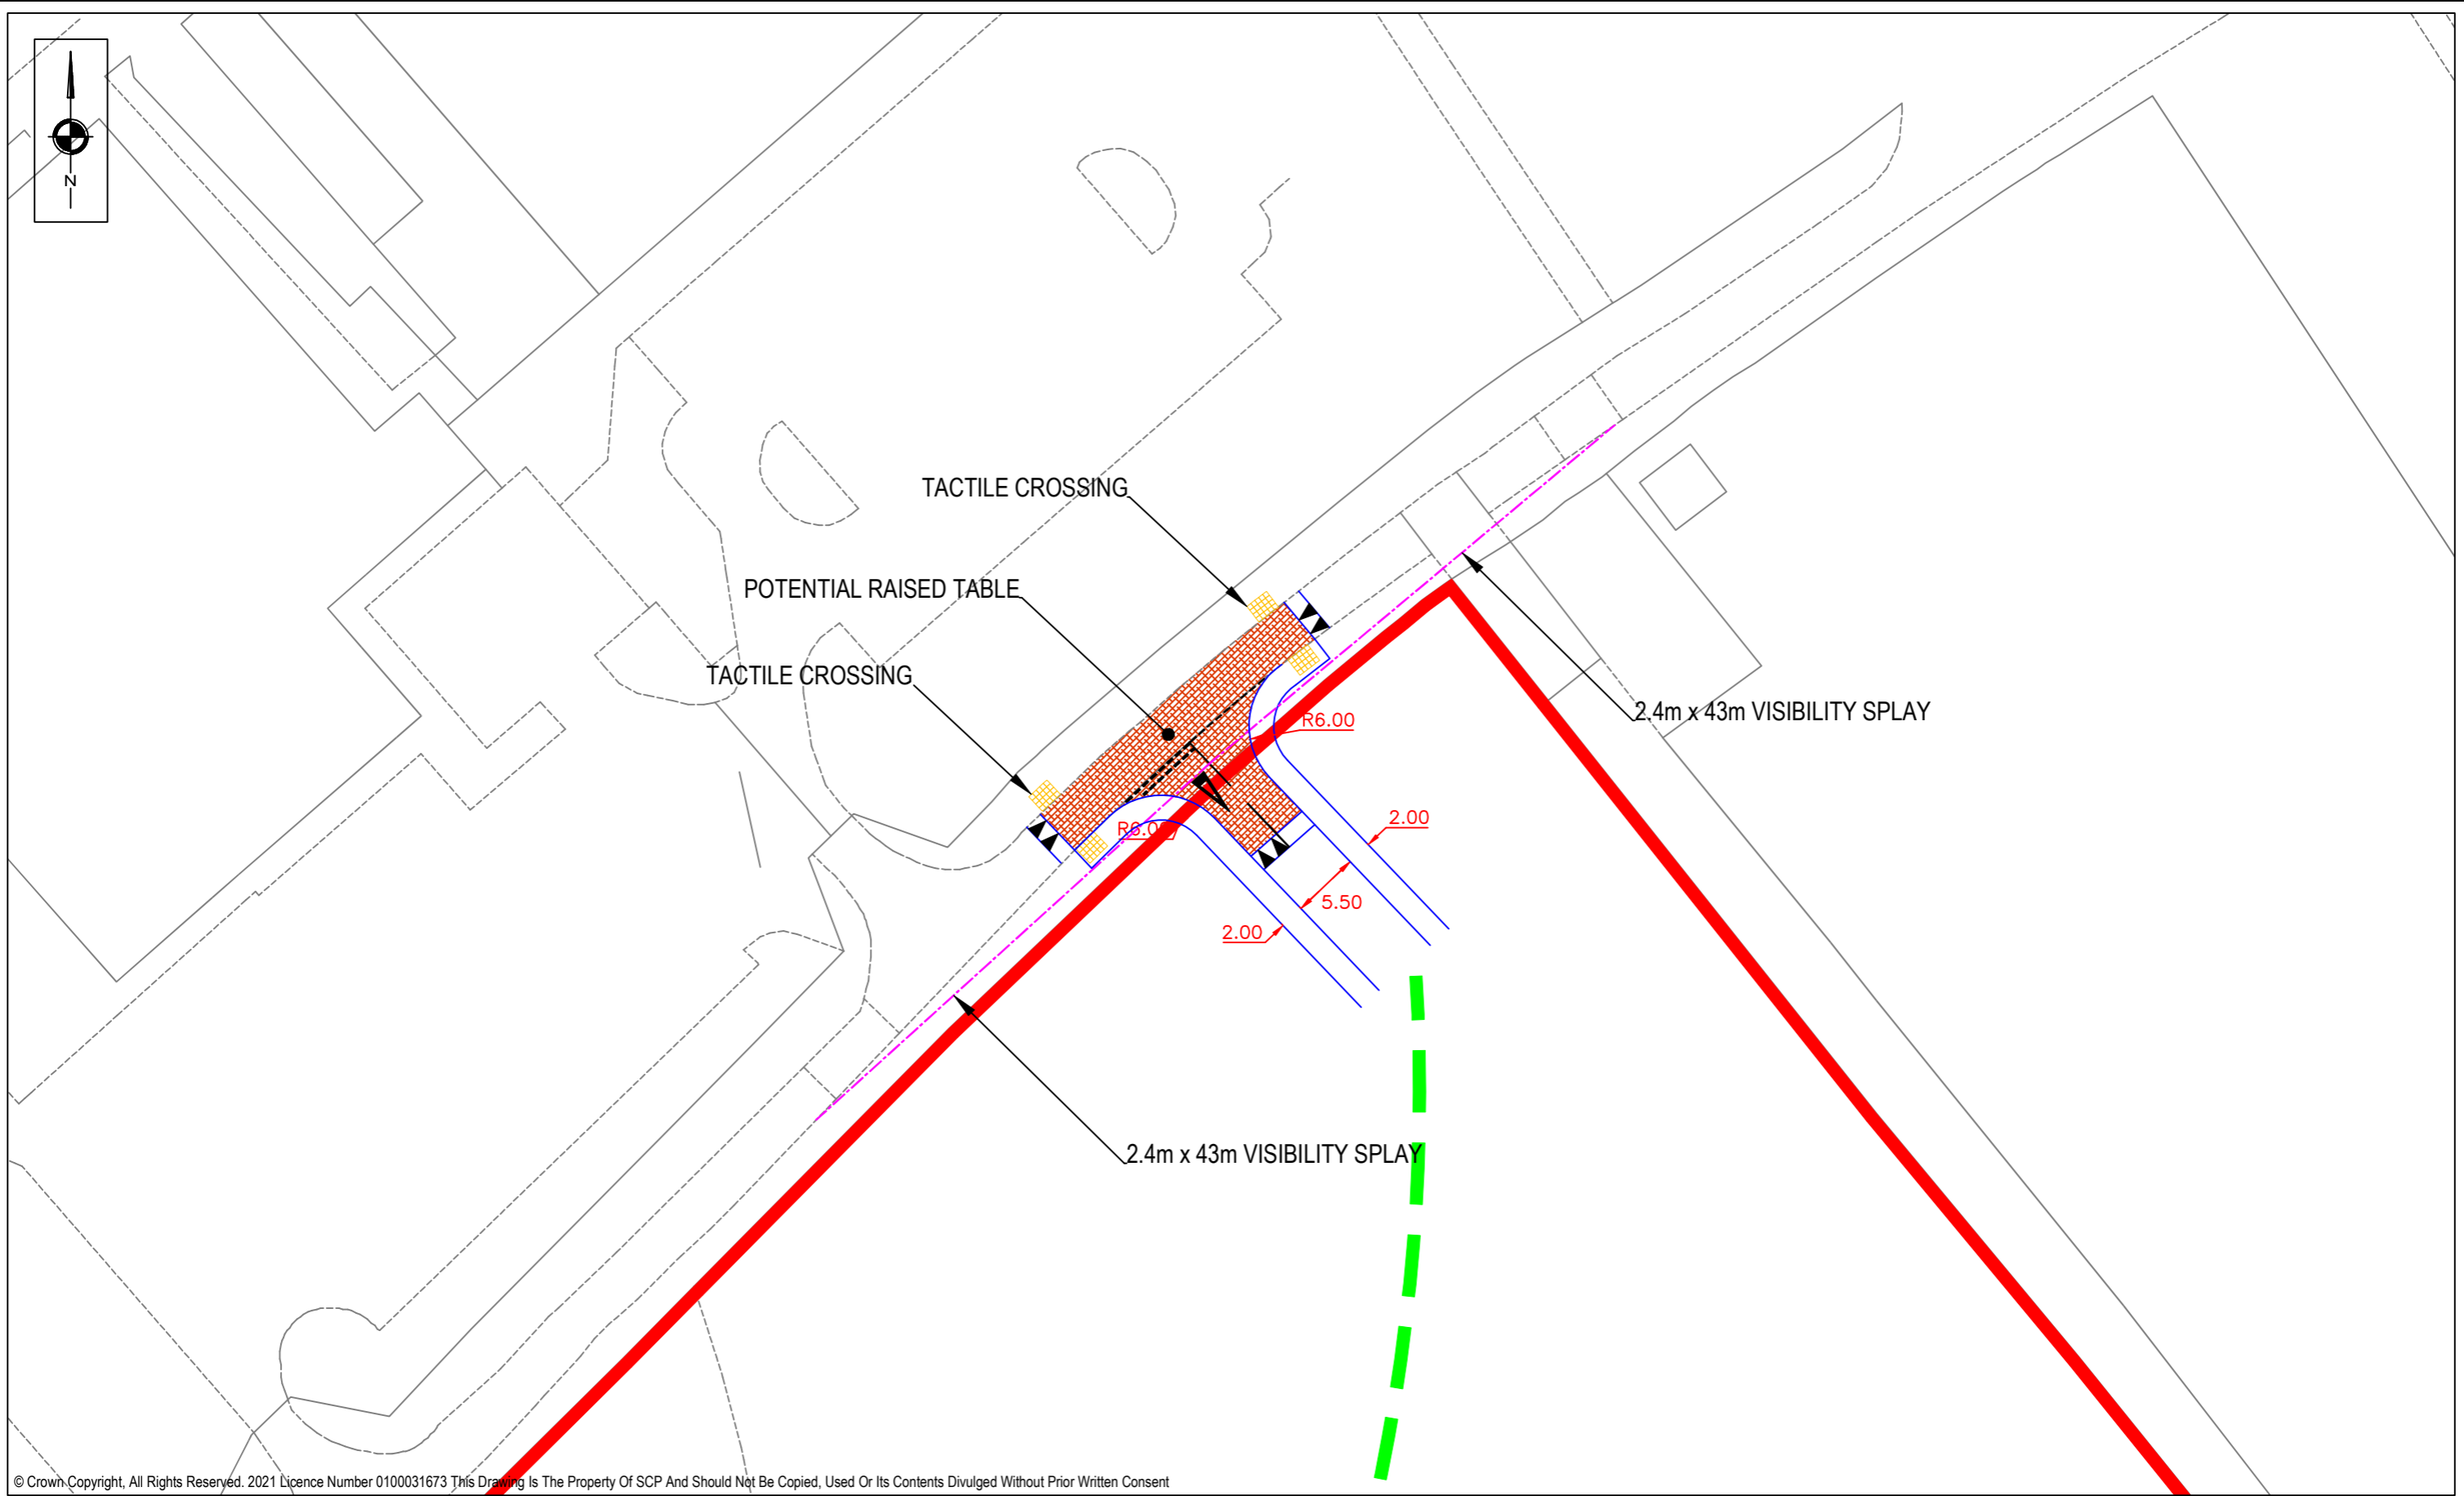 N
TACTILE CROSSING
POTENTIAL RAISED TABLE
TACTILE CROSSING
2.4m x 43m VISIBILITY SPLAY
R6.00
R6.00
2.00
5.50
2.00
2.4m x 43m VISIBILITY SPLAY
© Crown Copyright, All Rights Reserved. 2021 Licence Number 0100031673 This Drawing Is The Property Of SCP And Should Not Be Copied, Used Or Its Contents Divulged Without Prior Written Consent